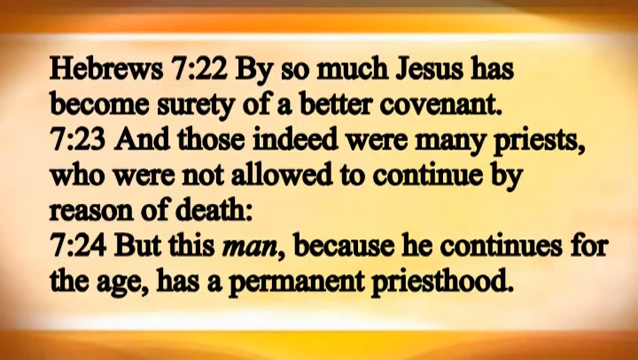 Hebrews 7:22 By so much Jesus has
become surety of a better covenant.
7:23 And those indeed were many priests,
who were not allowed to continue by
reason of death:
7:24 But this man, because he continues for
the age, has a permanent priesthood.